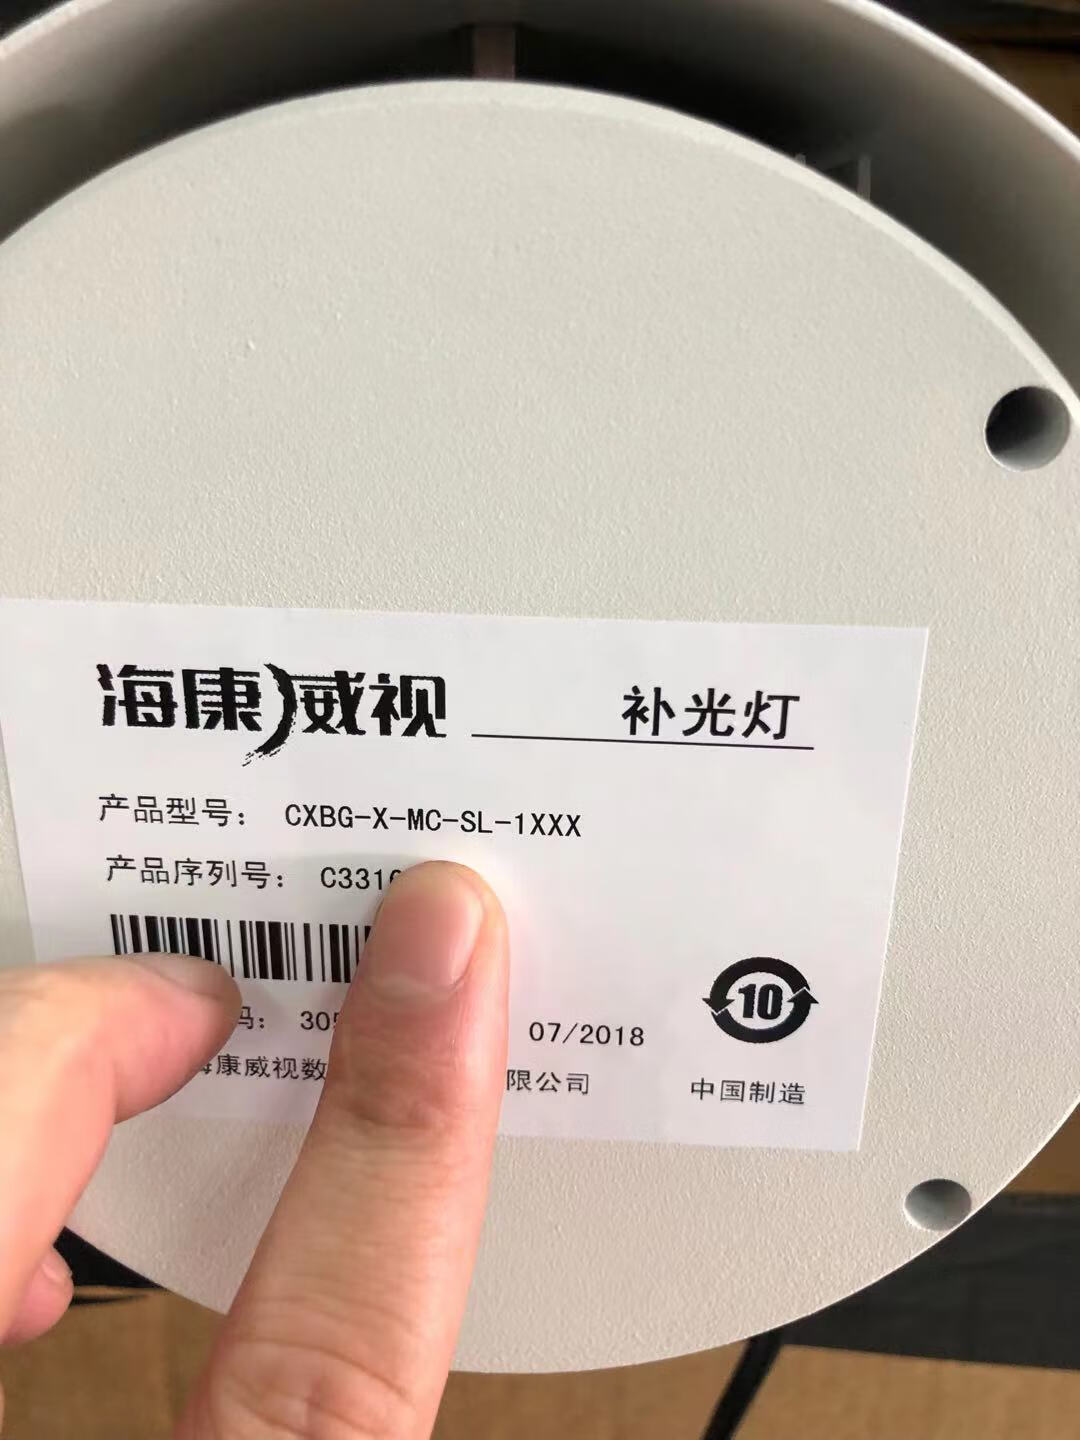 海康威视 补光灯
产品型号： CXBG-X-MC-SL-1XXX
产品序列号： C331
码： 30 07/2018
海康威视数 限公司
10
中国制造